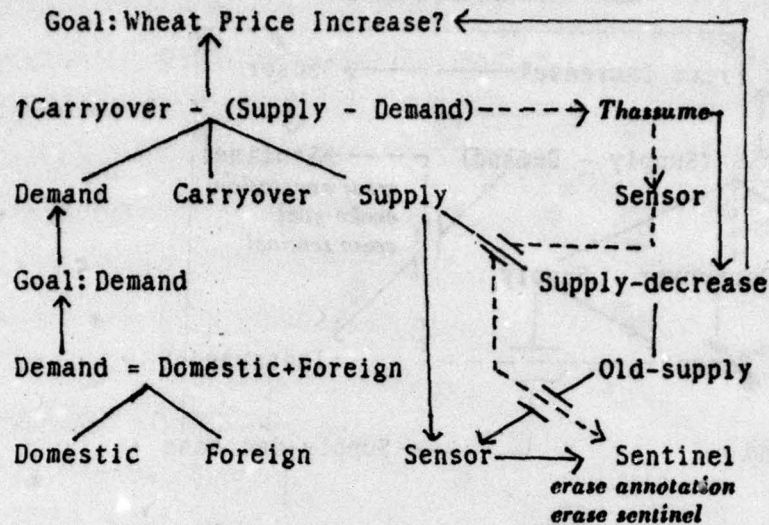 Goal: Wheat Price Increase?
↑Carryover - (Supply - Demand) Thassume
Demand Carryover Supply Sensor
Goal: Demand Supply-decrease
Demand = Domestic+Foreign Old-supply
Domestic Foreign Sensor Sentinel
erase annotation
erase sentinel